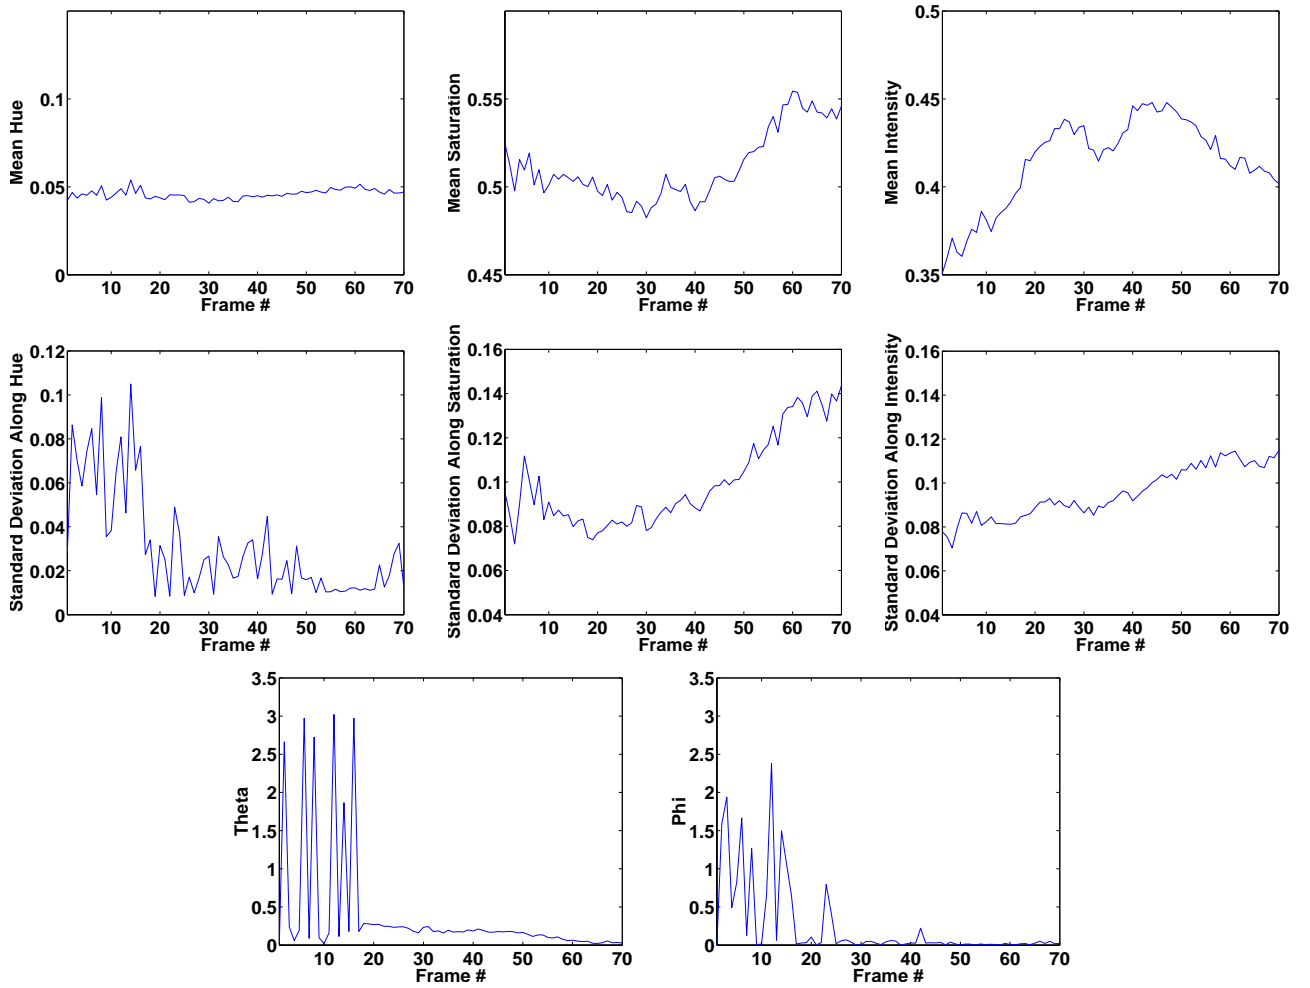 Mean Hue
0.1
0.05
0
10 20 30 40 50 60 70
Frame #
Mean Saturation
0.55
0.5
0.45
10 20 30 40 50 60 70
Frame #
Mean Intensity
0.5
0.45
0.4
0.35
10 20 30 40 50 60 70
Frame #
Standard Deviation Along Hue
0.12
0.1
0.08
0.06
0.04
0.02
0
10 20 30 40 50 60 70
Frame #
Standard Deviation Along Saturation
0.16
0.14
0.12
0.1
0.08
0.06
0.04
10 20 30 40 50 60 70
Frame #
Standard Deviation Along Intensity
0.16
0.14
0.12
0.1
0.08
0.06
0.04
10 20 30 40 50 60 70
Frame #
Theta
3.5
3
2.5
2
1.5
1
0.5
0
10 20 30 40 50 60 70
Frame #
Phi
3.5
3
2.5
2
1.5
1
0.5
0
10 20 30 40 50 60 70
Frame #